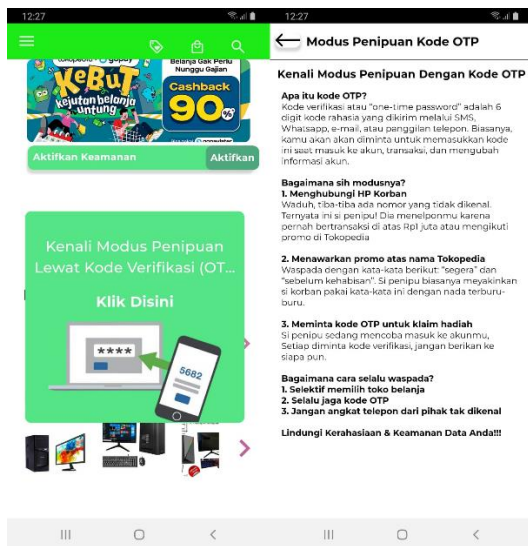 12:27
KeBuT
kejutan belanja
untung
Belanja Gak Perlu
Nunggu Gajian
Cashback
90%
Aktifkan Keamanan
Aktifkan
Kenali Modus Penipuan
Lewat Kode Verifikasi (OT...
Klik Disini
****
5682
12:27
Modus Penipuan Kode OTP
Kenali Modus Penipuan Dengan Kode OTP
Apa itu kode OTP?
Kode verifikasi atau "one-time password" adalah 6
digit kode rahasia yang dikirim melalui SMS,
Whatsapp, e-mail, atau panggilan telepon. Biasanya,
kamu akan akan diminta untuk memasukkan kode
ini saat masuk ke akun, transaksi, dan mengubah
informasi akun.
Bagaimana sih modusnya?
1. Menghubungi HP Korban
Waduh, tiba-tiba ada nomor yang tidak dikenal.
Ternyata ini si penipu! Dia menelponmu karena
pernah bertransaksi di atas Rp1 juta atau mengikuti
promo di Tokopedia
2. Menawarkan promo atas nama Tokopedia
Waspada dengan kata-kata berikut: "segera" dan
"sebelum kehabisan". Si penipu biasanya meyakinkan
si korban pakai kata-kata ini dengan nada terburu-
buru.
3. Meminta kode OTP untuk klaim hadiah
Si penipu sedang mencoba masuk ke akunmu,
Setiap diminta kode verifikasi, jangan berikan ke
siapa pun.
Bagaimana cara selalu waspada?
1. Selektif memilih toko belanja
2. Selalu jaga kode OTP
3. Jangan angkat telepon dari pihak tak dikenal
Lindungi Kerahasiaan & Keamanan Data Anda!!!